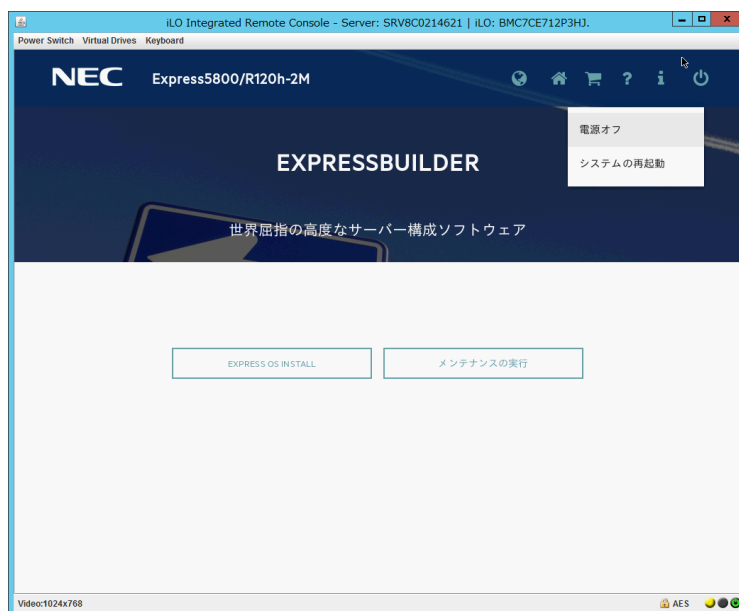 iLO Integrated Remote Console - Server: SRV8C0214621 | iLO: BMC7CE712P3HJ.
Power Switch Virtual Drives Keyboard
NEC Express5800/R120h-2M
電源オフ
システムの再起動
EXPRESSBUILDER
世界屈指の高度なサーバー構成ソフトウェア
EXPRESS OS INSTALL メンテナンスの実行
Video:1024x768 AES